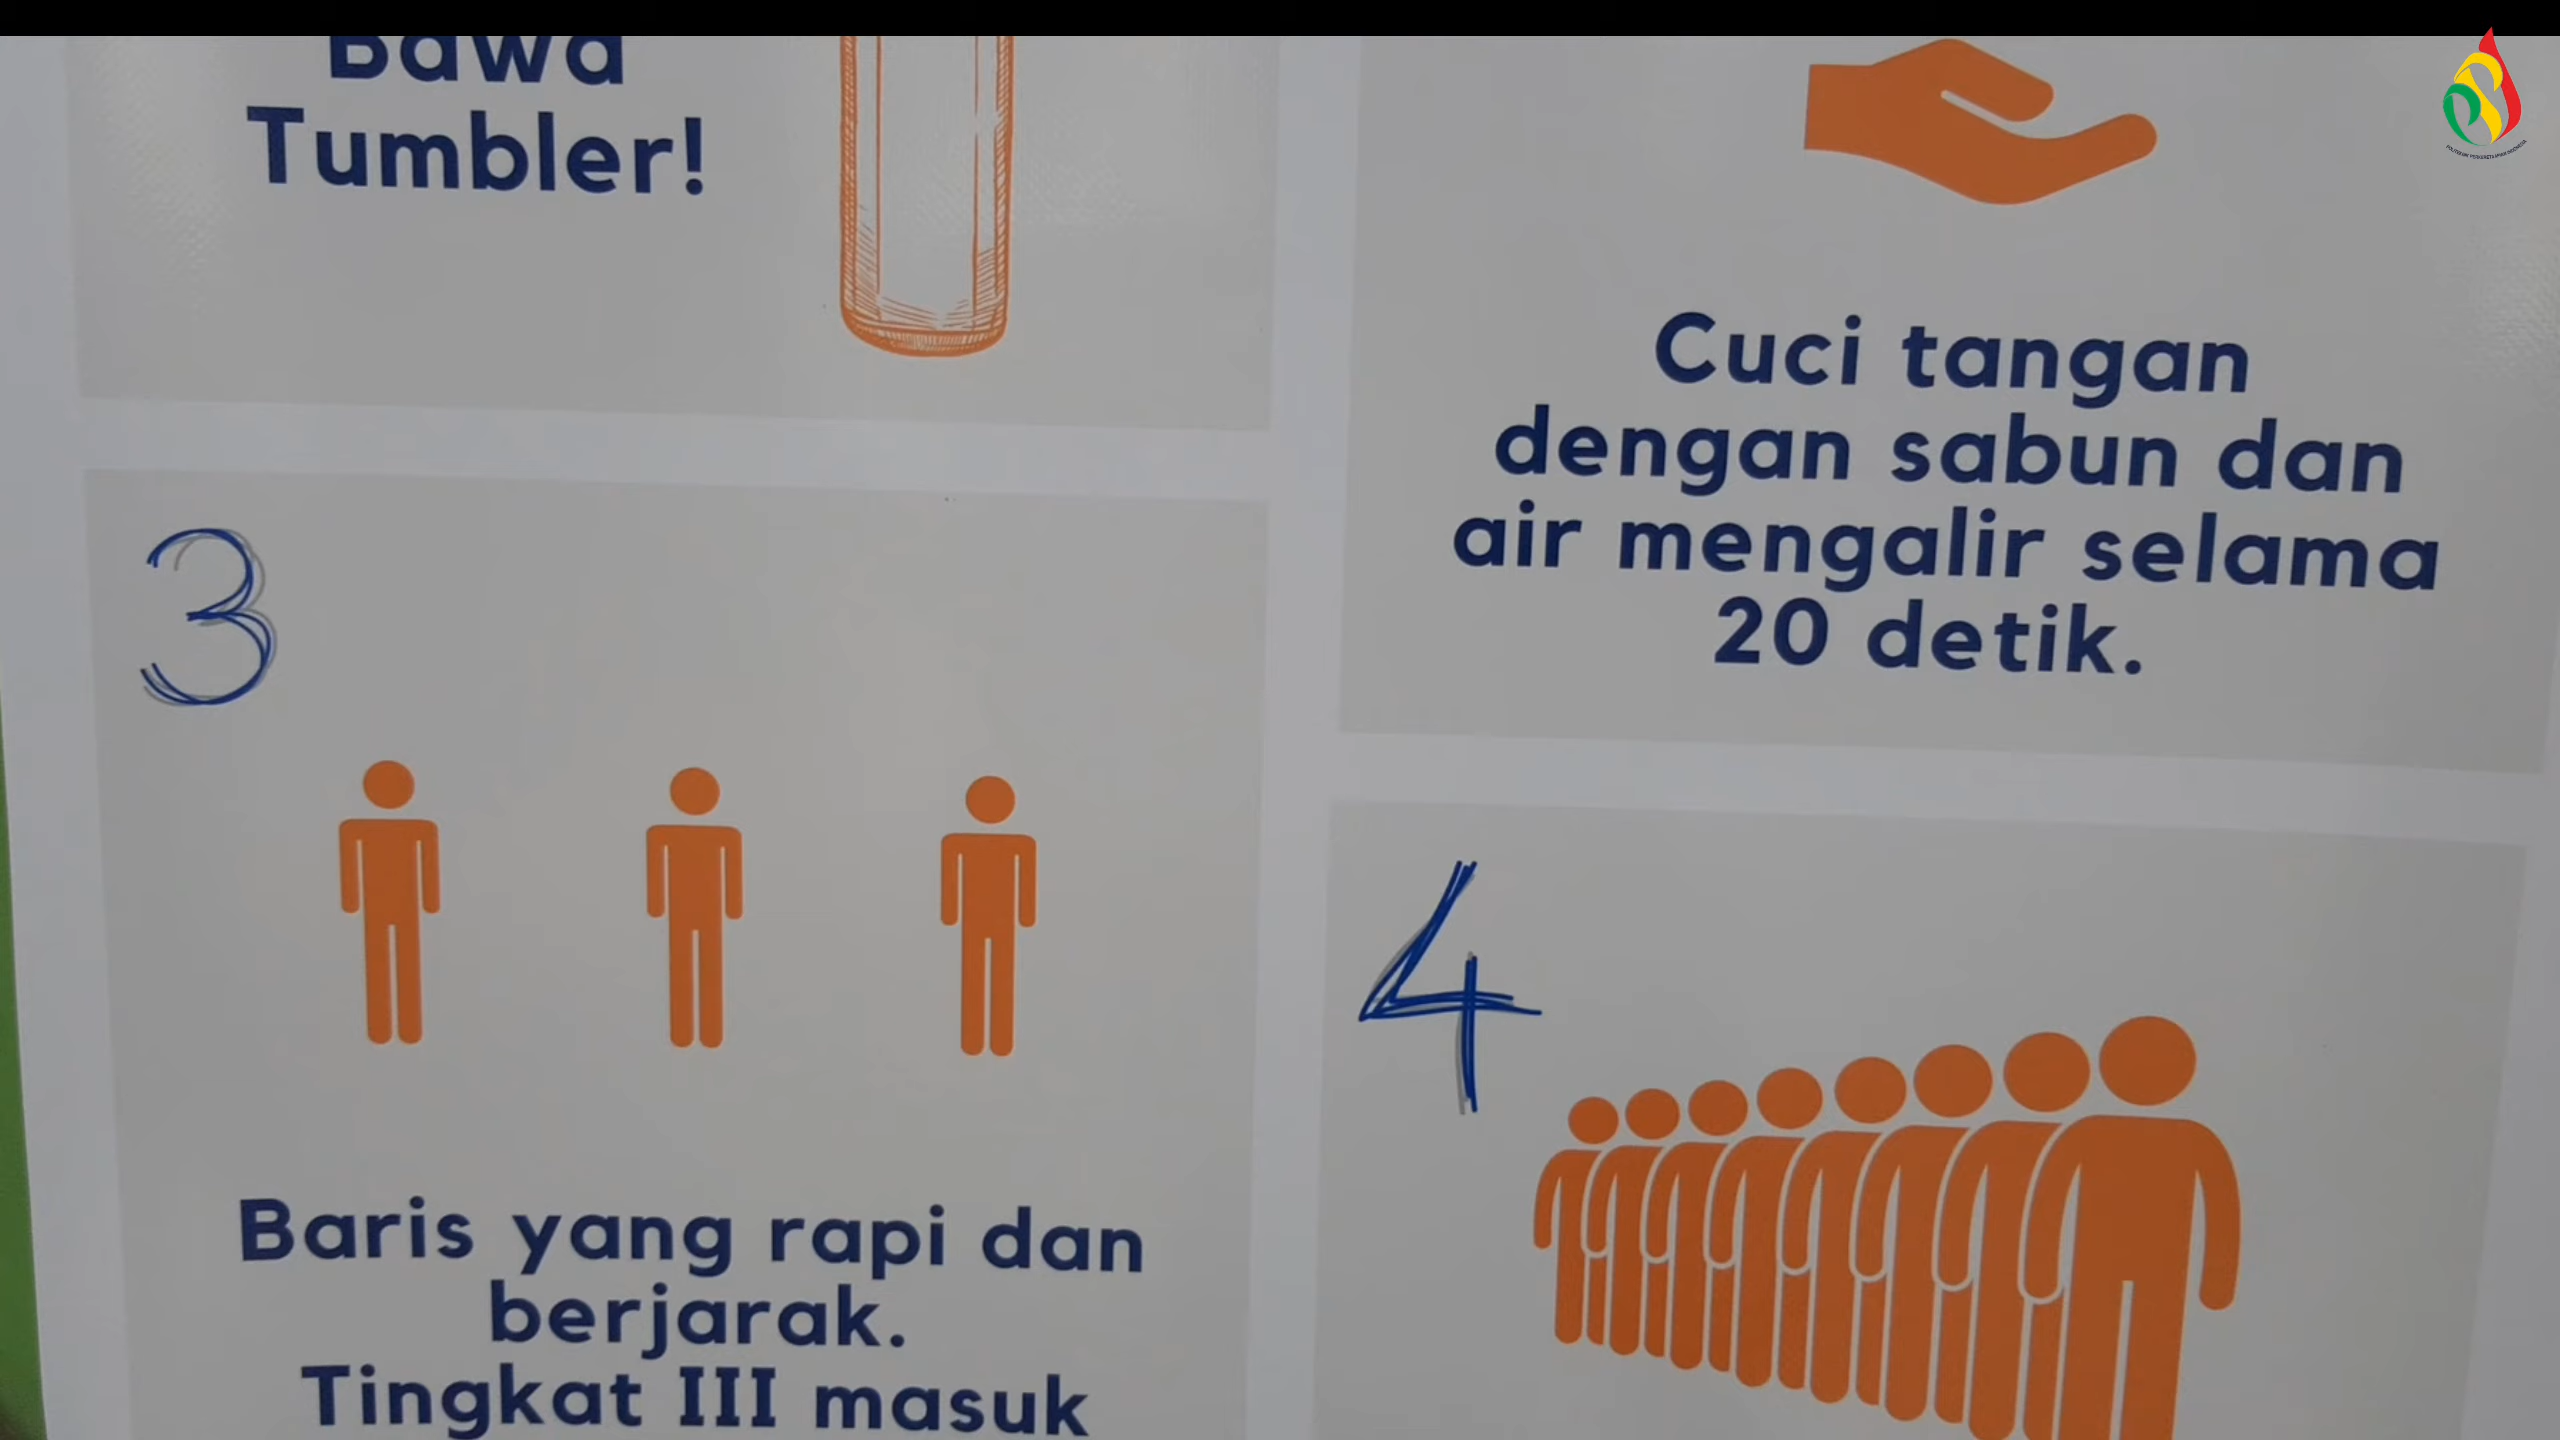 Bawa
Tumbler!
Cuci tangan
dengan sabun dan
air mengalir selama
20 detik.
3
Baris yang rapi dan
berjarak.
Tingkat III masuk
4